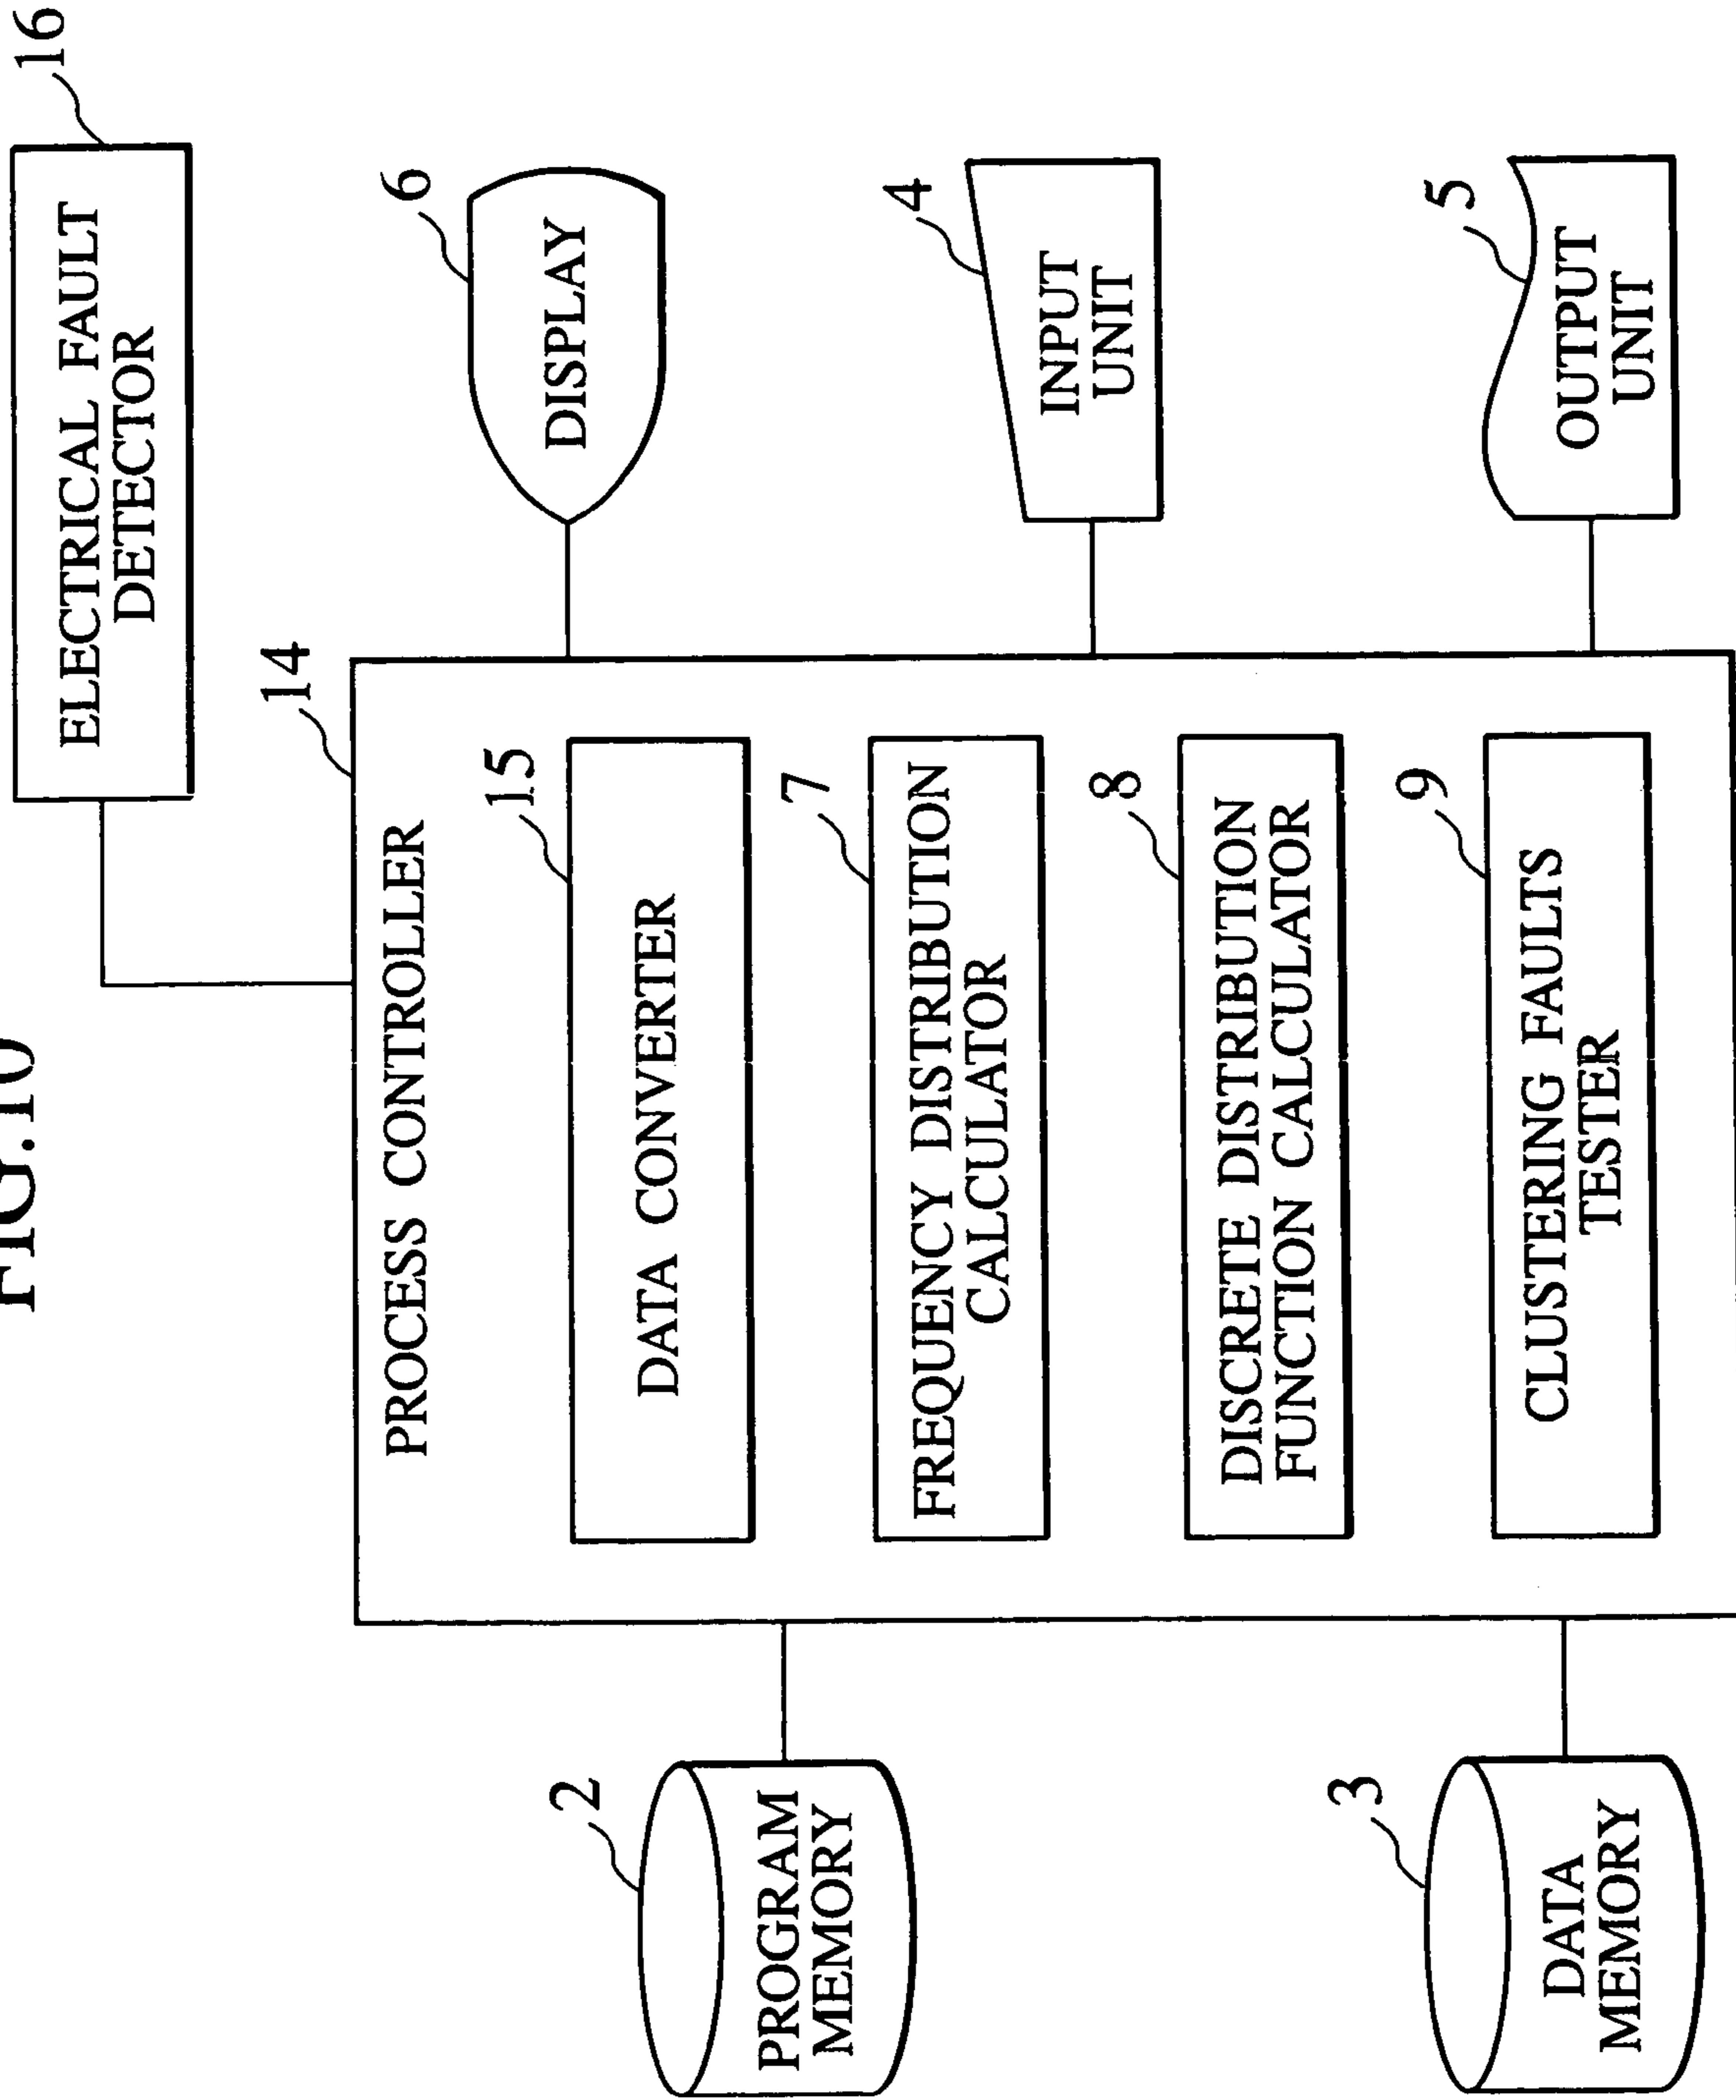 FIG.10
16
ELECTRICAL FAULT
DETECTOR
14
PROCESS CONTROLLER
2
PROGRAM
MEMORY
15
DATA CONVERTER
6
DISPLAY
7
FREQUENCY DISTRIBUTION
CALCULATOR
4
INPUT
UNIT
8
DISCRETE DISTRIBUTION
FUNCTION CALCULATOR
3
DATA
MEMORY
9
CLUSTERING FAULTS
TESTER
5
OUTPUT
UNIT